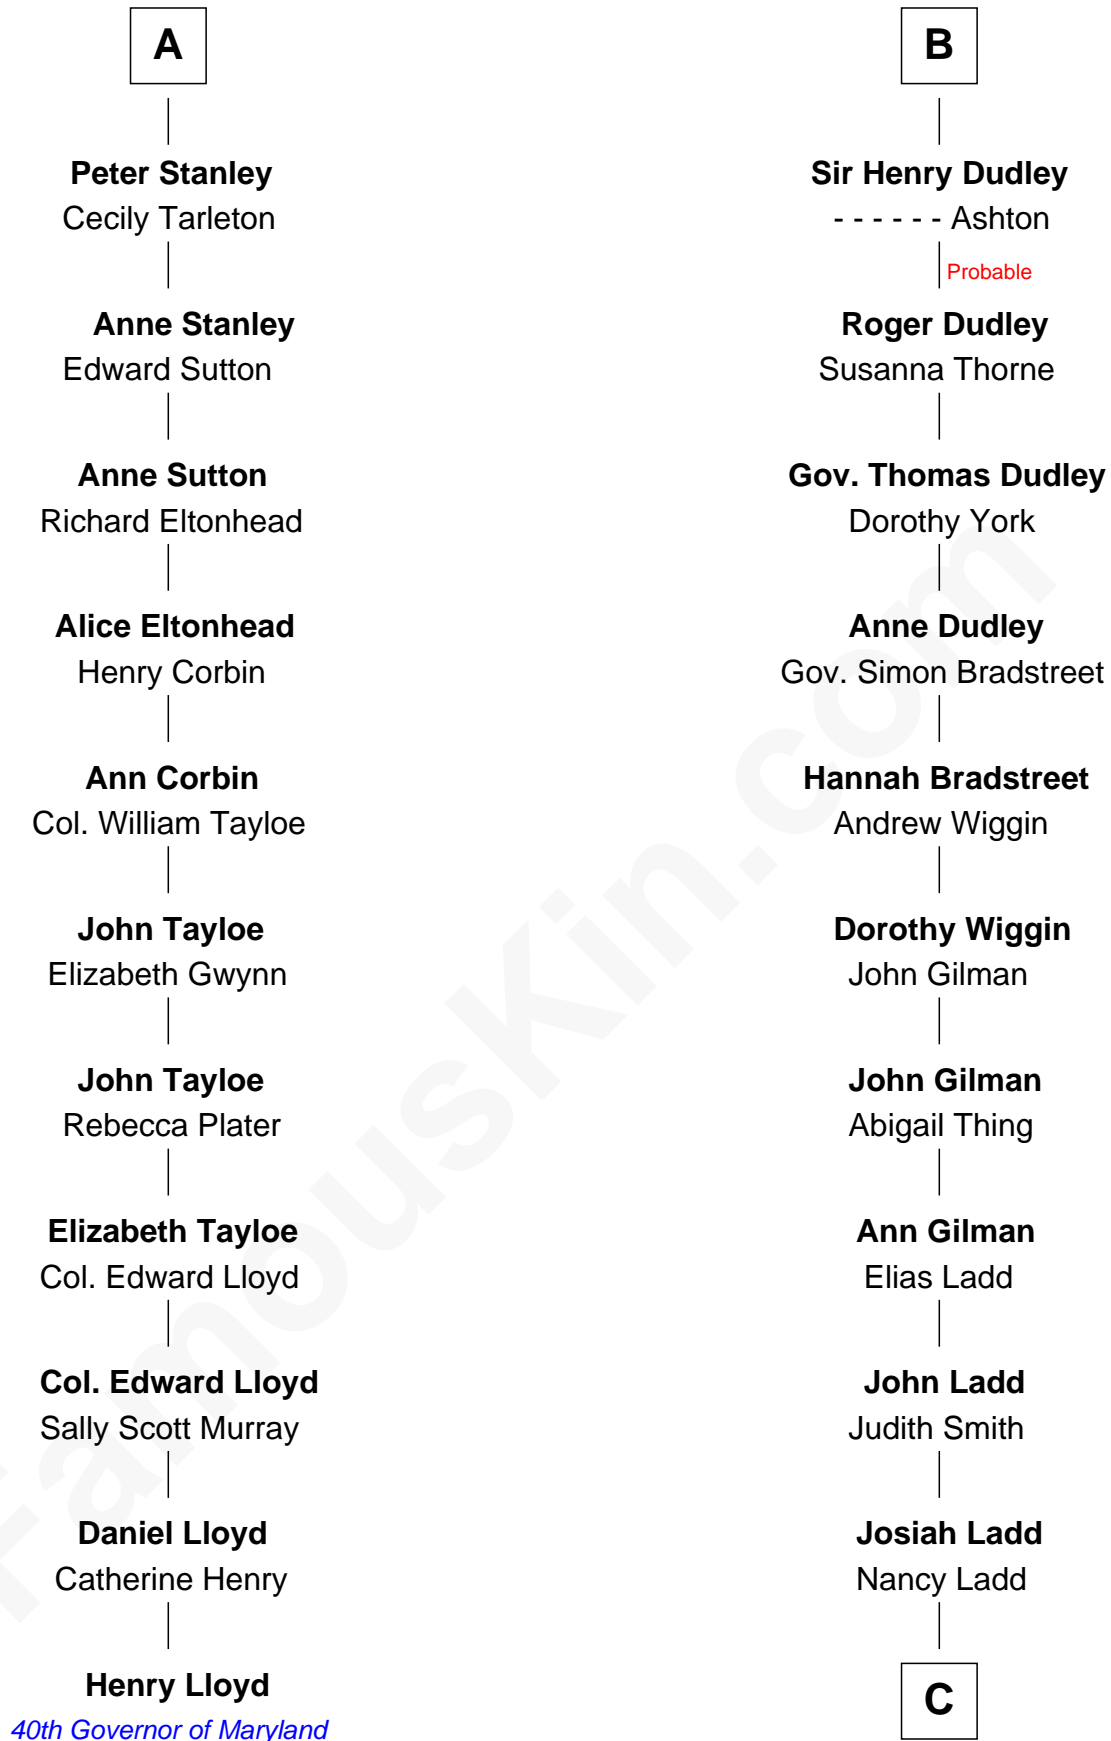 A
Peter Stanley
Cecily Tarleton
Anne Stanley
Edward Sutton
Anne Sutton
Richard Eltonhead
Alice Eltonhead
Henry Corbin
Ann Corbin
Col. William Tayloe
John Tayloe
Elizabeth Gwynn
John Tayloe
Rebecca Plater
Elizabeth Tayloe
Col. Edward Lloyd
Col. Edward Lloyd
Sally Scott Murray
Daniel Lloyd
Catherine Henry
Henry Lloyd
40th Governor of Maryland
B
Sir Henry Dudley
- - - - - - Ashton
Probable
Roger Dudley
Susanna Thorne
Gov. Thomas Dudley
Dorothy York
Anne Dudley
Gov. Simon Bradstreet
Hannah Bradstreet
Andrew Wiggin
Dorothy Wiggin
John Gilman
John Gilman
Abigail Thing
Ann Gilman
Elias Ladd
John Ladd
Judith Smith
Josiah Ladd
Nancy Ladd
C
FamousKin.com